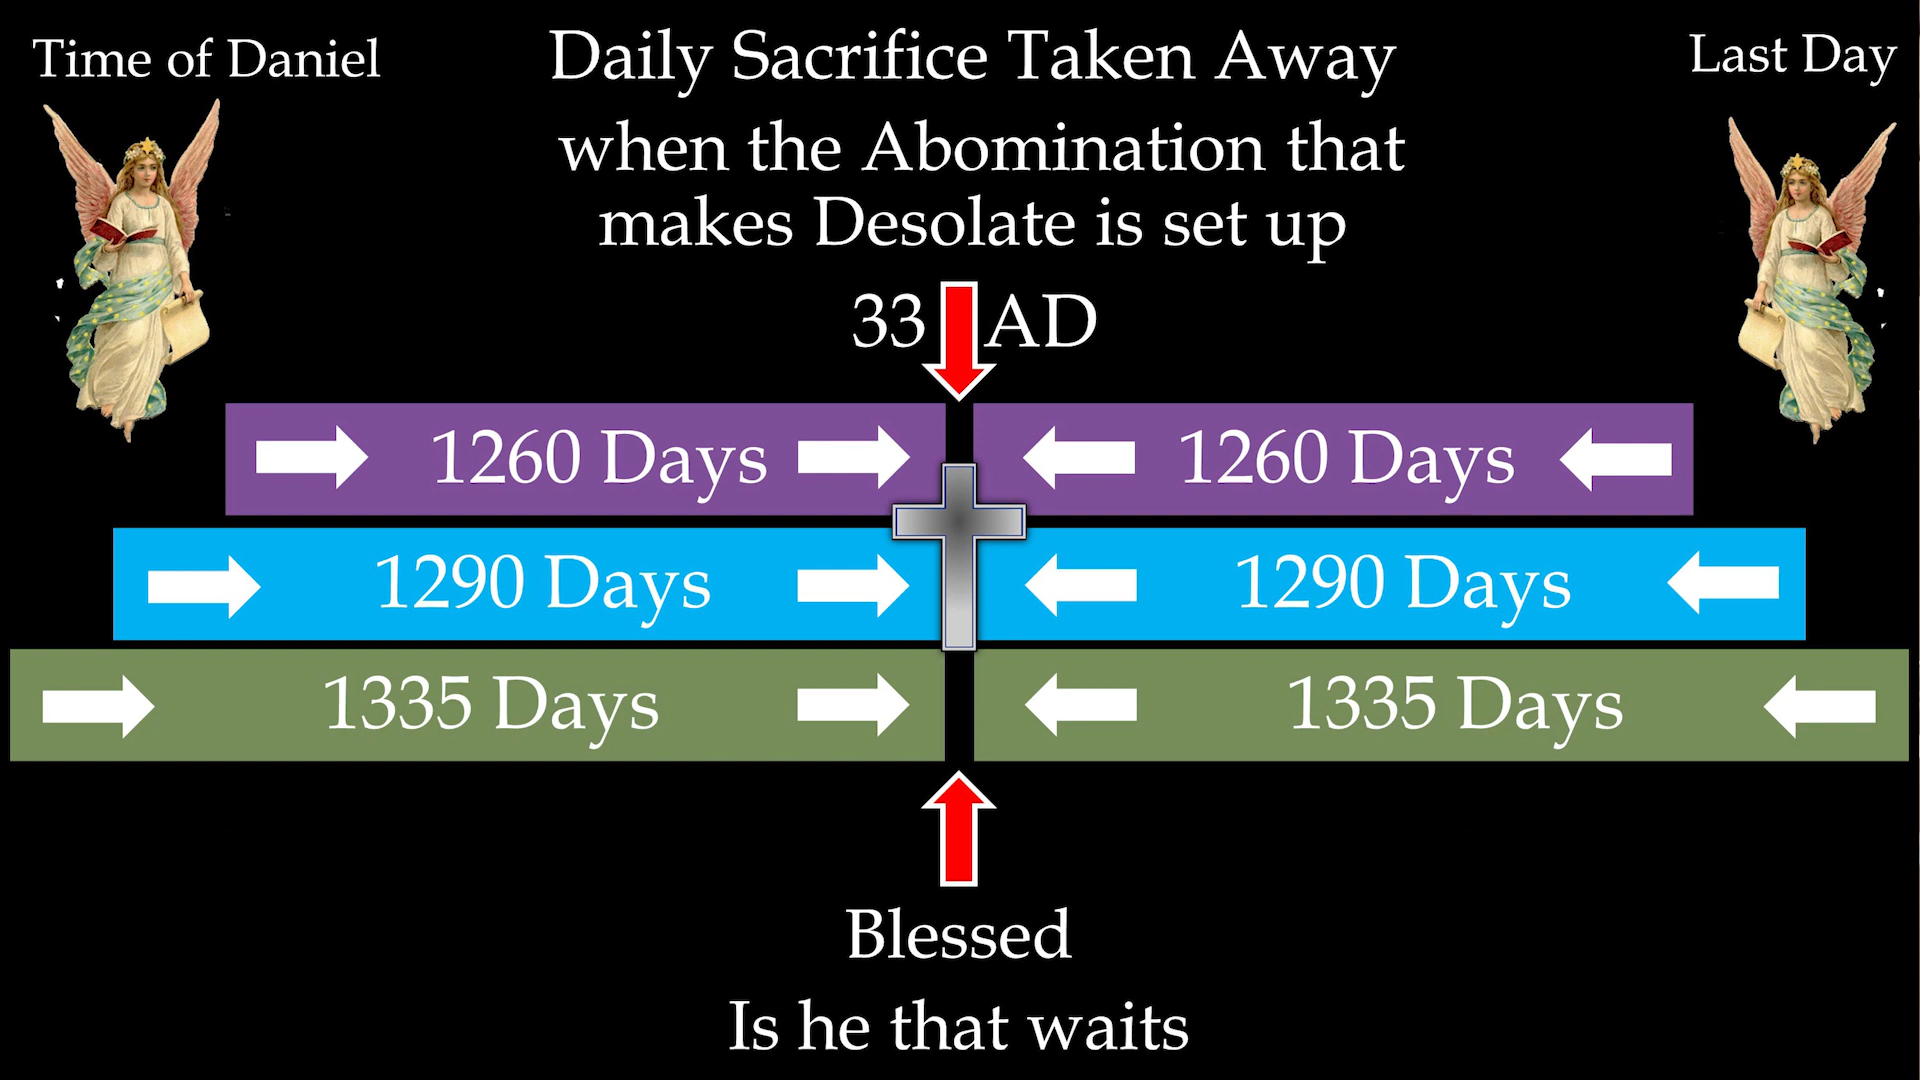 Time of Daniel
Daily Sacrifice Taken Away
Last Day
when the Abomination that
makes Desolate is set up
33 AD
1260 Days
1260 Days
1290 Days
1290 Days
1335 Days
1335 Days
Blessed
Is he that waits